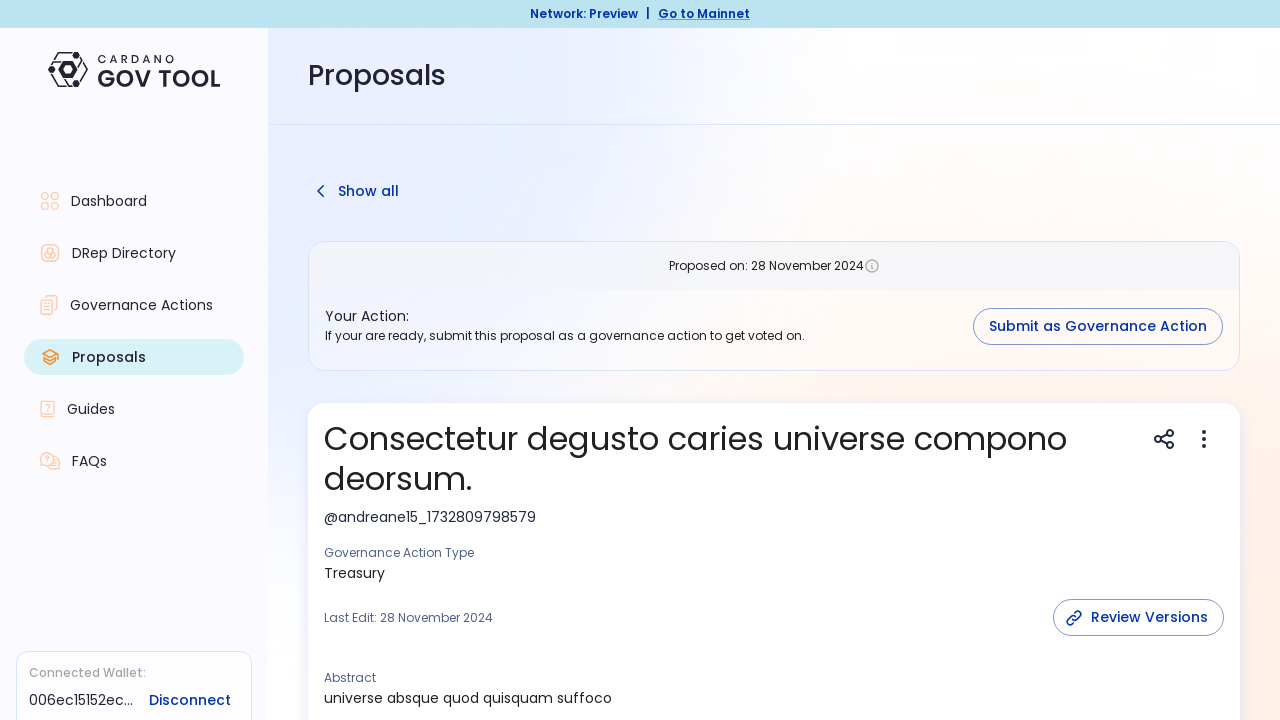 Network: Preview | Go to Mainnet
CARDANO
GOV TOOL
Proposals
Dashboard
DRep Directory
Governance Actions
Proposals
Guides
FAQs
Connected Wallet:
006ec15152ec...
Disconnect
Show all
Proposed on: 28 November 2024
Your Action:
If your are ready, submit this proposal as a governance action to get voted on.
Submit as Governance Action
Consectetur degusto caries universe compono
deorsum.
@andreane15_1732809798579
Governance Action Type
Treasury
Last Edit: 28 November 2024
Review Versions
Abstract
universe absque quod quisquam suffoco